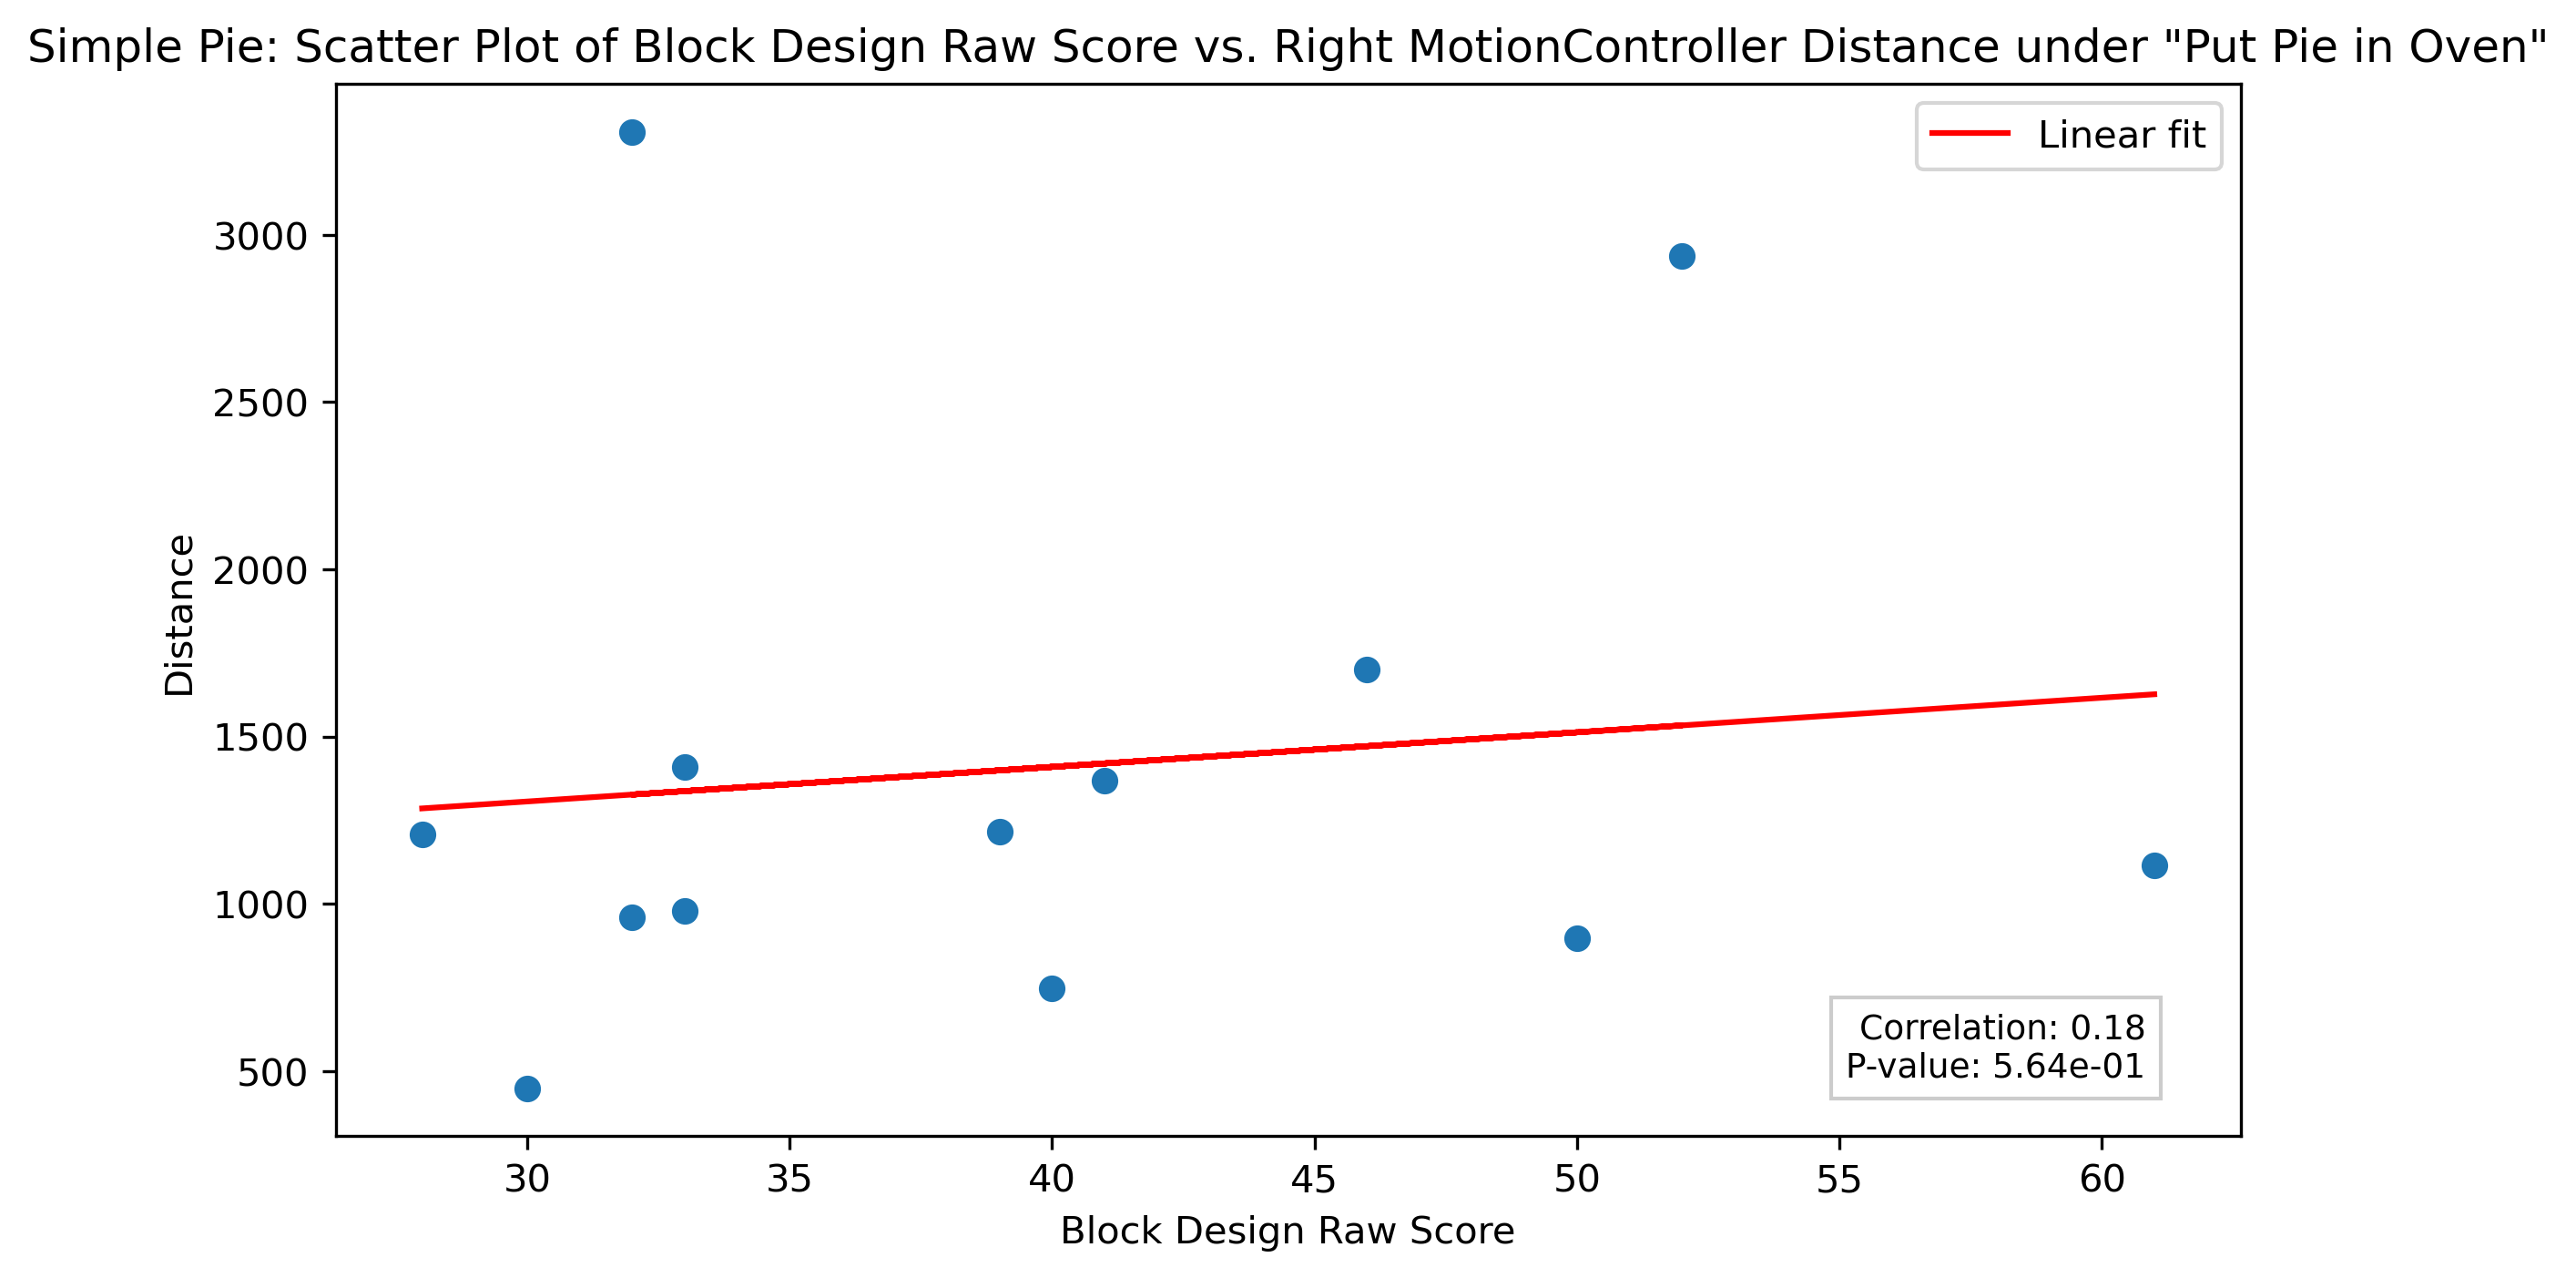 Simple Pie: Scatter Plot of Block Design Raw Score vs. Right MotionController Distance under "Put Pie in Oven"
Linear fit
3000
2500
2000
1500
1000
500
Distance
Correlation: 0.18
P-value: 5.64e-01
30 35 40 45 50 55 60
Block Design Raw Score